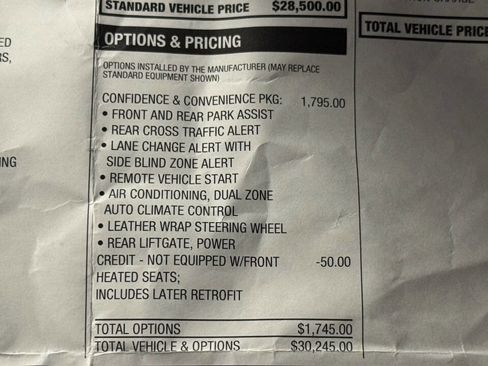 STANDARD VEHICLE PRICE $28,500.00
OPTIONS & PRICING
OPTIONS INSTALLED BY THE MANUFACTURER (MAY REPLACE
STANDARD EQUIPMENT SHOWN)
CONFIDENCE & CONVENIENCE PKG: 1,795.00
• FRONT AND REAR PARK ASSIST
• REAR CROSS TRAFFIC ALERT
• LANE CHANGE ALERT WITH
SIDE BLIND ZONE ALERT
• REMOTE VEHICLE START
• AIR CONDITIONING, DUAL ZONE
AUTO CLIMATE CONTROL
• LEATHER WRAP STEERING WHEEL
• REAR LIFTGATE, POWER
CREDIT - NOT EQUIPPED W/FRONT -50.00
HEATED SEATS;
INCLUDES LATER RETROFIT
TOTAL OPTIONS $1,745.00
TOTAL VEHICLE & OPTIONS $30,245.00
TOTAL VEHICLE PRICE